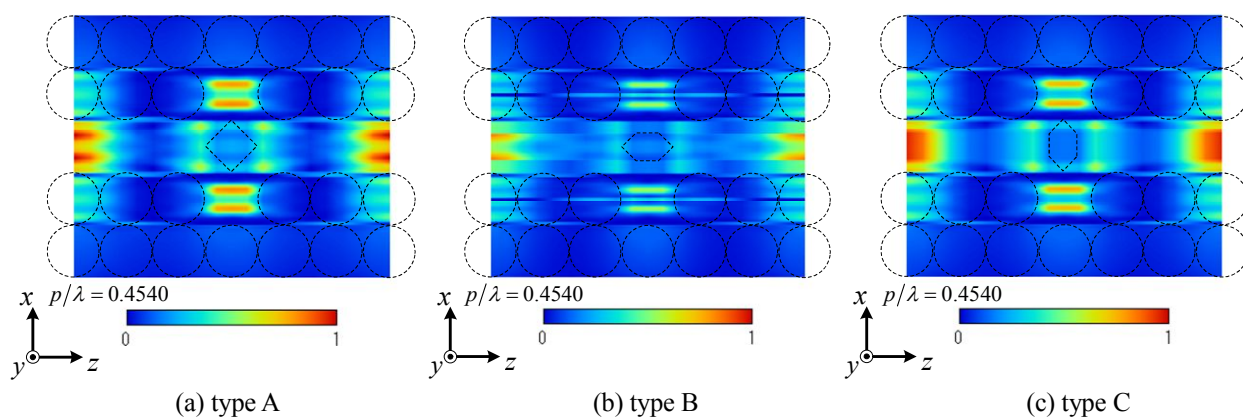 x p/λ = 0.4540
0 1
y z
(a) type A
x p/λ = 0.4540
0 1
y z
(b) type B
x p/λ = 0.4540
0 1
y z
(c) type C